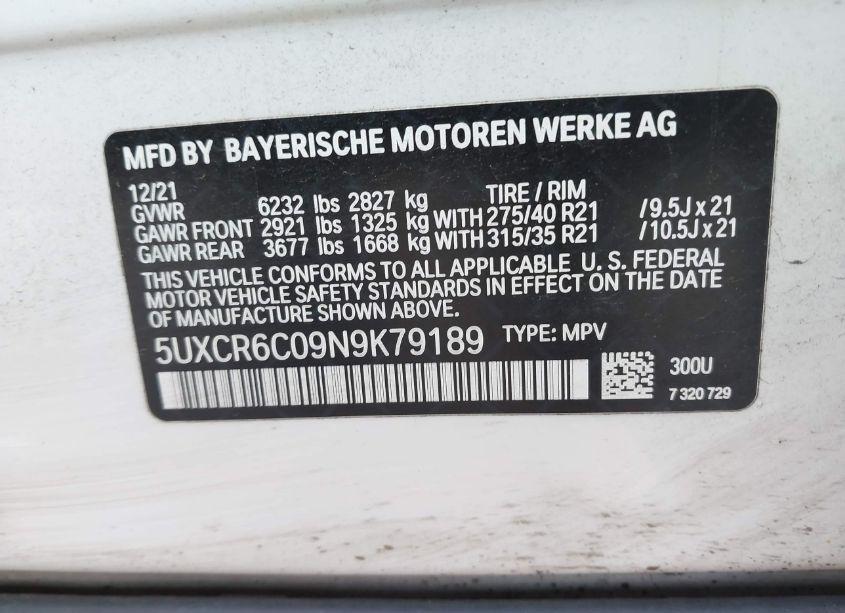 MFD BY BAYERISCHE MOTOREN WERKE AG
12/21 TIRE / RIM
GVWR 6232 lbs 2827 kg
GAWR FRONT 2921 lbs 1325 kg WITH 275/40 R21 /9.5J x 21
GAWR REAR 3677 lbs 1668 kg WITH 315/35 R21 /10.5J x 21
THIS VEHICLE CONFORMS TO ALL APPLICABLE U. S. FEDERAL
MOTOR VEHICLE SAFETY STANDARDS IN EFFECT ON THE DATE
OF MANUFACTURE SHOWN ABOVE.
5UXCR6C09N9K79189 TYPE: MPV
300U
7 320 729